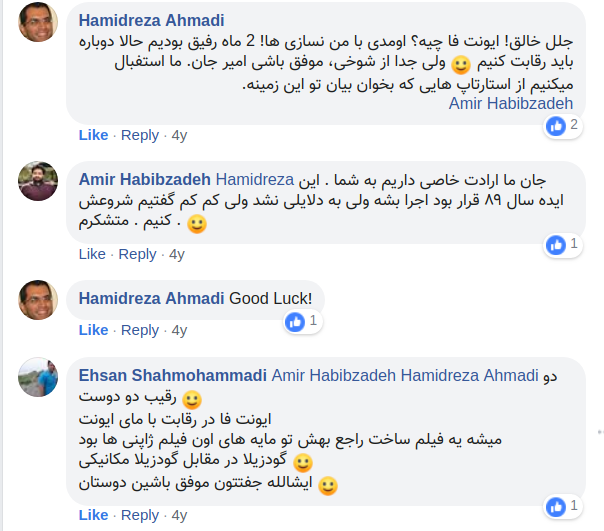 Hamidreza Ahmadi
جلل خالق! ایونت فا چیه؟ اومدی با من نسازی ها! 2 ماه رفیق بودیم حالا دوباره
باید رقابت کنیم 🙂 ولی جدا از شوخی، موفق باشی امیر جان. ما استفبال
میکنیم از استارتاپ هایی که بخوان بیان تو این زمینه.
Amir Habibzadeh
2
Like · Reply · 4y
Amir Habibzadeh Hamidreza جان ما ارادت خاصی داریم به شما . این
ایده سال ۸۹ قرار بود اجرا بشه ولی به دلایلی نشد ولی کم کم گفتیم شروعش
کنیم . متشکرم . 🙂
1
Like · Reply · 4y
Hamidreza Ahmadi Good Luck!
1
Like · Reply · 4y
Ehsan Shahmohammadi Amir Habibzadeh Hamidreza Ahmadi دو
رقیب دو دوست 🙂
ایونت فا در رقابت با مای ایونت
میشه یه فیلم ساخت راجع بهش تو مایه های اون فیلم ژاپنی ها بود
گودزیلا در مقابل گودزیلا مکانیکی 🙂
ایشالله جفتتون موفق باشین دوستان 🙂
1
Like · Reply · 4y